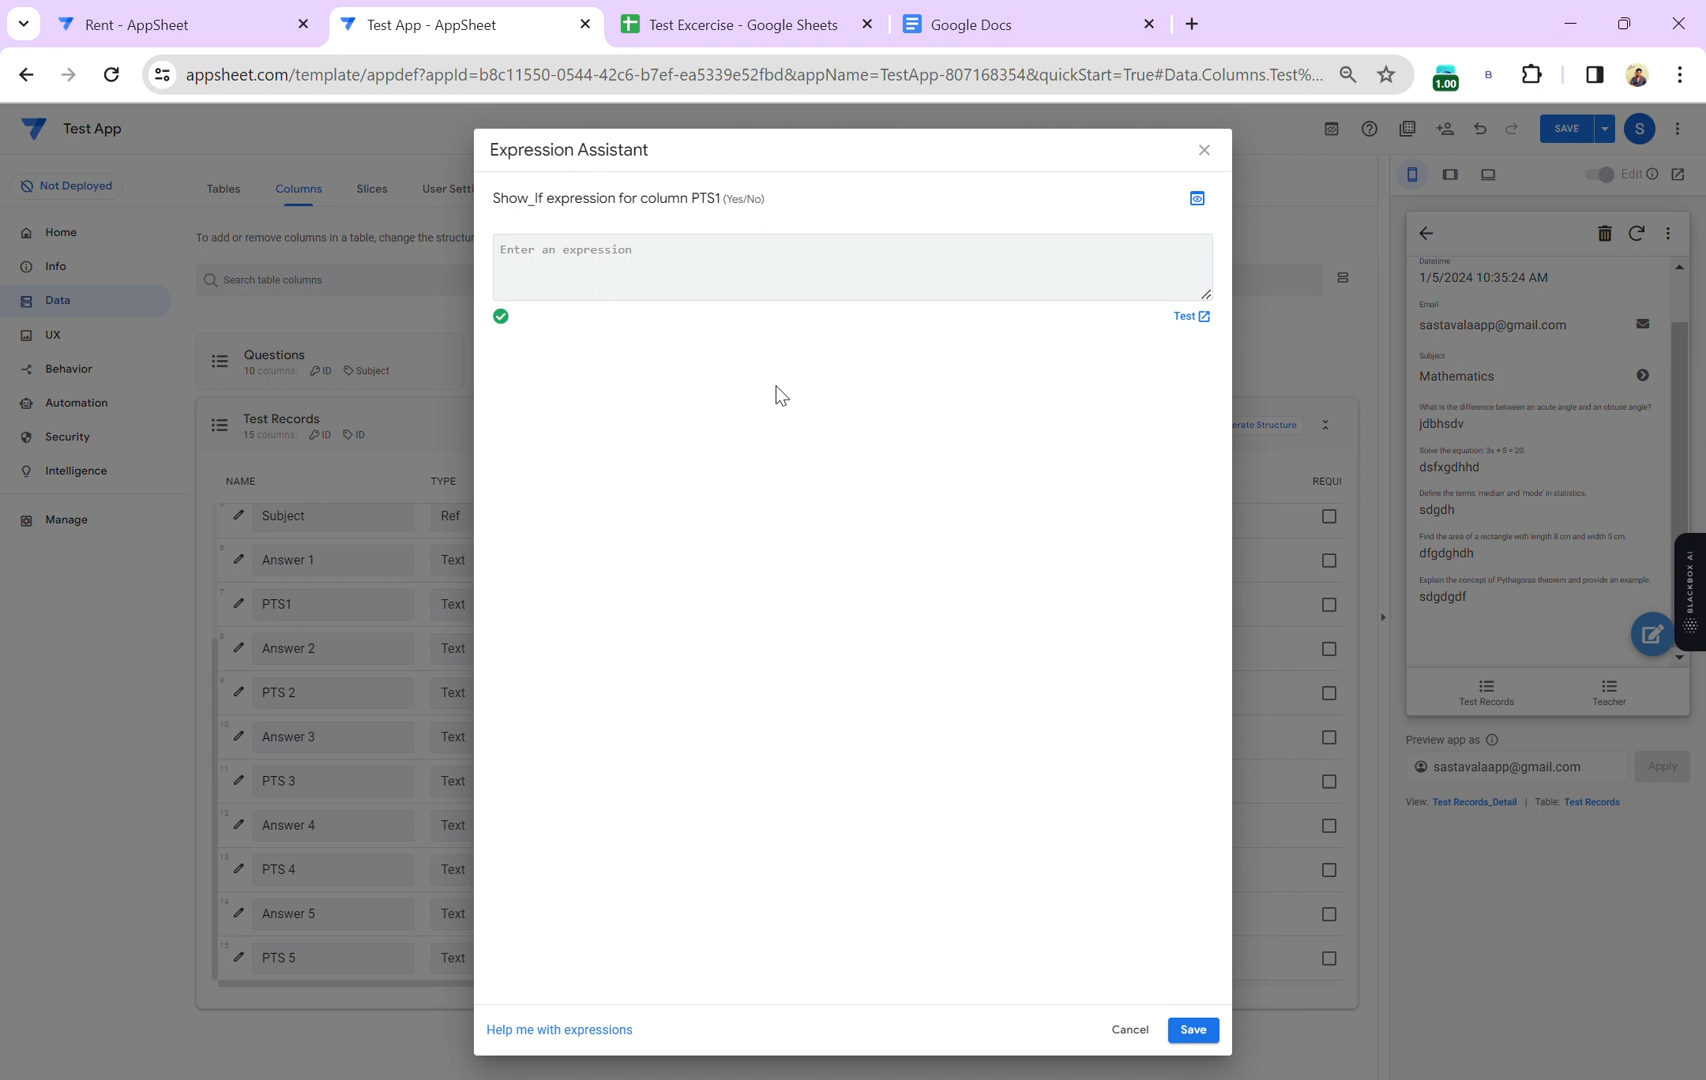 Rent - AppSheet
Test App - AppSheet
Test Excercise - Google Sheets
Google Docs
appsheet.com/template/appdef?appId=b8c11550-0544-42c6-b7ef-ea5339e52fbd&appName=TestApp-807168354&quickStart=True#Data.Columns.Test%...
1.00
B
Test App
SAVE
S
Not Deployed
Home
Info
Data
UX
Behavior
Automation
Security
Intelligence
Manage
Tables
Columns
Slices
User Setti
To add or remove columns in a table, change the structur
Search table columns
Questions
10 columns: ID Subject
Test Records
15 columns: ID ID
erate Structure
NAME
TYPE
REQUI
Subject
Ref
6
Answer 1
Text
7
PTS1
Text
8
Answer 2
Text
9
PTS 2
Text
10
Answer 3
Text
11
PTS 3
Text
12
Answer 4
Text
13
PTS 4
Text
14
Answer 5
Text
15
PTS 5
Text
Expression Assistant
Show_If expression for column PTS1 (Yes/No)
Enter an expression
Test
Help me with expressions
Cancel
Save
Edit
Datetime
1/5/2024 10:35:24 AM
Email
sastavalaapp@gmail.com
Subject
Mathematics
What is the difference between an acute angle and an obtuse angle?
jdbhsdv
Solve the equation: 3x + 5 = 20.
dsfxgdhhd
Define the terms 'median' and 'mode' in statistics.
sdgdh
Find the area of a rectangle with length 8 cm and width 5 cm.
dfgdghdh
Explain the concept of Pythagoras theorem and provide an example.
sdgdgdf
BLACKBOX AI
Test Records
Teacher
Preview app as
sastavalaapp@gmail.com
Apply
View: Test Records_Detail | Table: Test Records